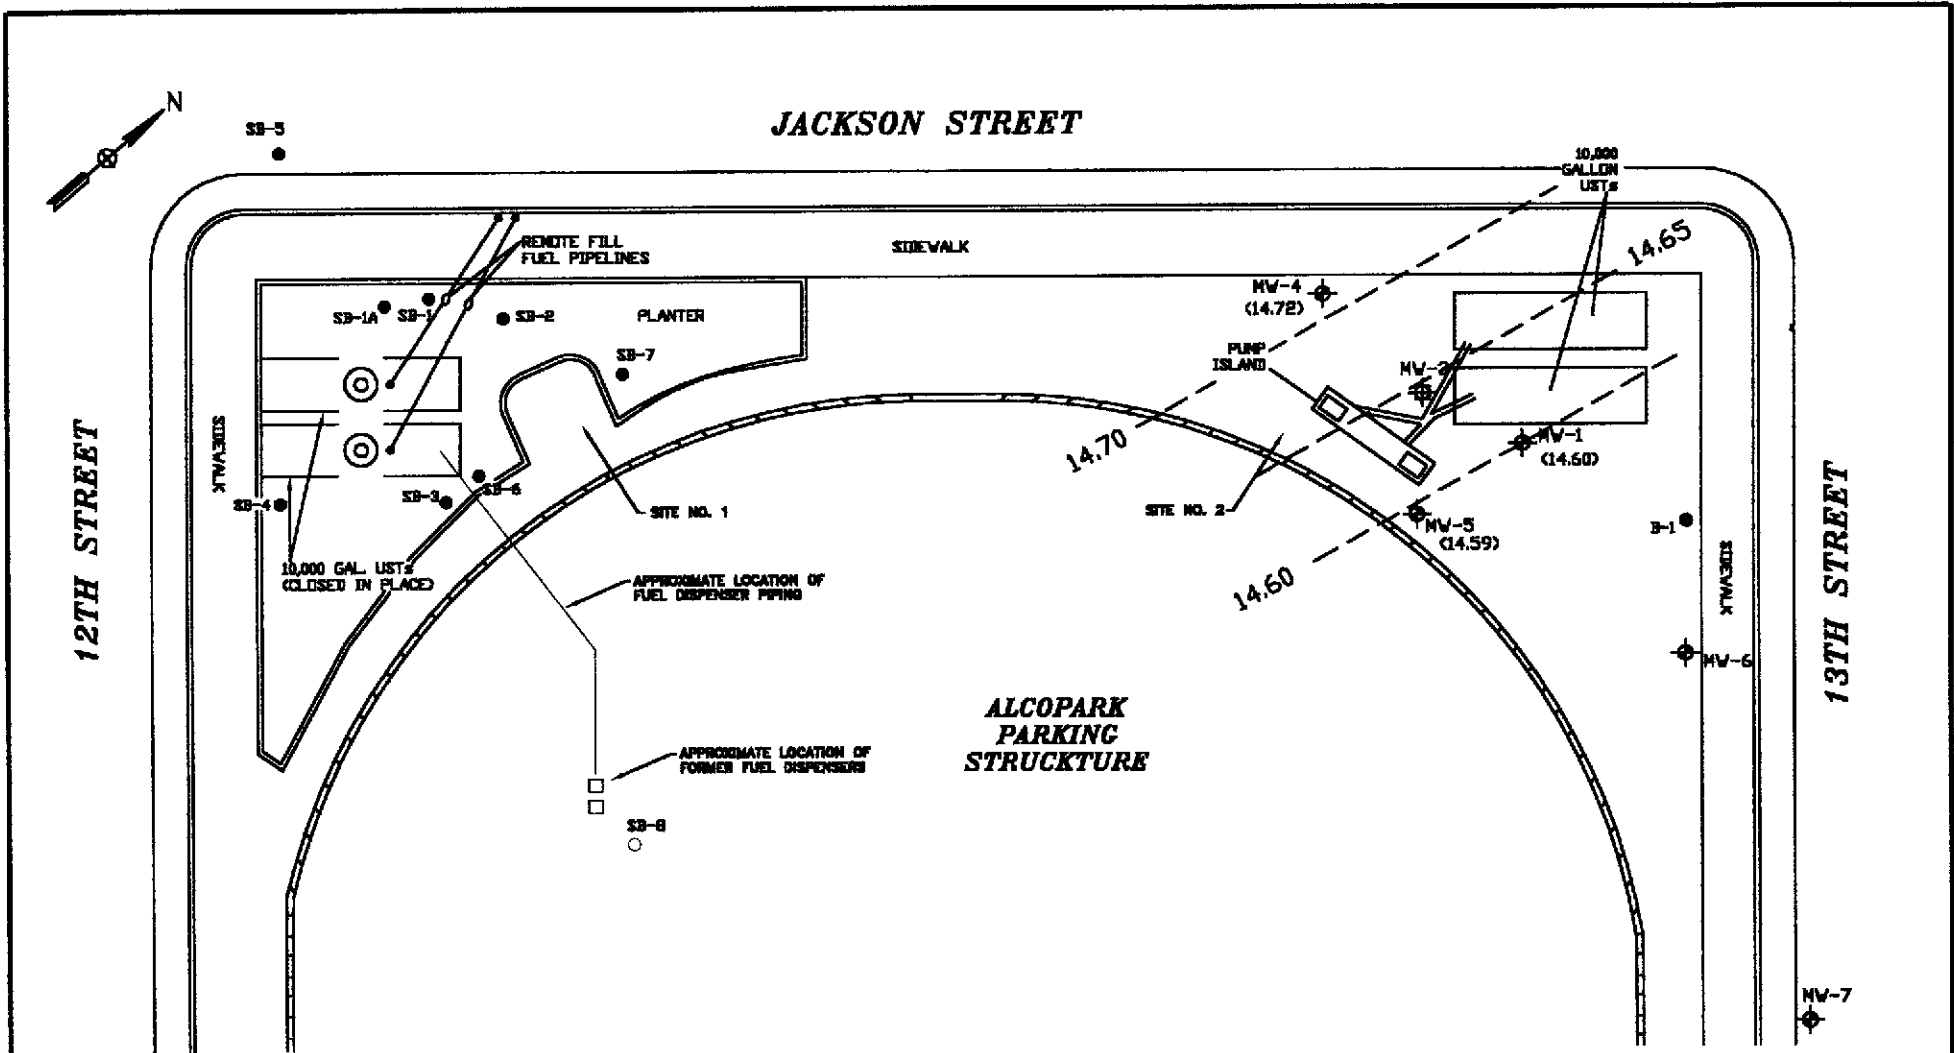 N
SB-5
JACKSON STREET
10,000
GALLON
USTs
REMOTE FILL
FUEL PIPELINES
SIDEWALK
14.65
MW-4
(14.72)
SB-1A
SB-1
SB-2
PLANTER
SB-7
PUMP
ISLAND
MW-2
14.70
MW-1
(14.60)
SIDEWALK
12TH STREET
SB-3
SB-6
SB-4
SITE NO. 1
SITE NO. 2
MW-5
(14.59)
B-1
SIDEWALK
13TH STREET
10,000 GAL. USTs
(CLOSED IN PLACE)
APPROXIMATE LOCATION OF
FUEL DISPENSER PIPING
14.60
MW-6
ALCOPARK
PARKING
STRUCKTURE
APPROXIMATE LOCATION OF
FORMER FUEL DISPENSERS
SB-8
MW-7